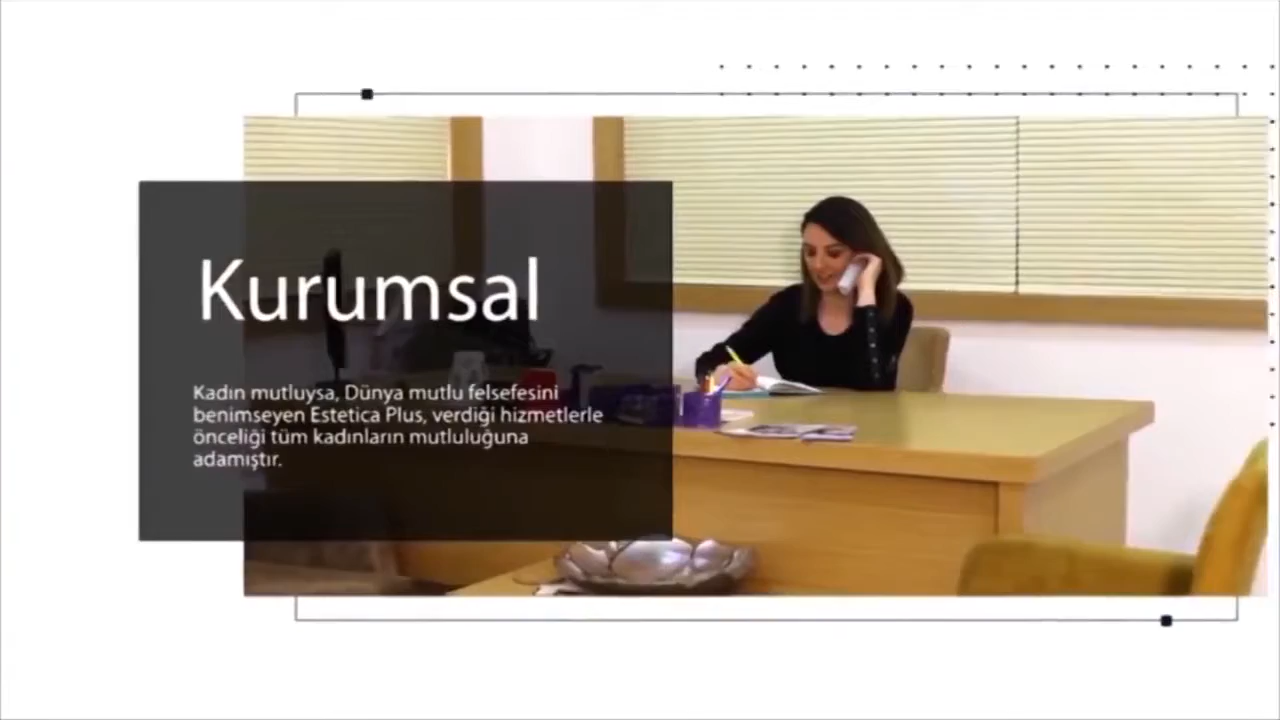 Kurumsal
Kadın mutluysa, Dünya mutlu felsefesini
benimseyen Estetica Plus, verdiği hizmetlerle
önceliği tüm kadınların mutluluğuna
adamıştır.